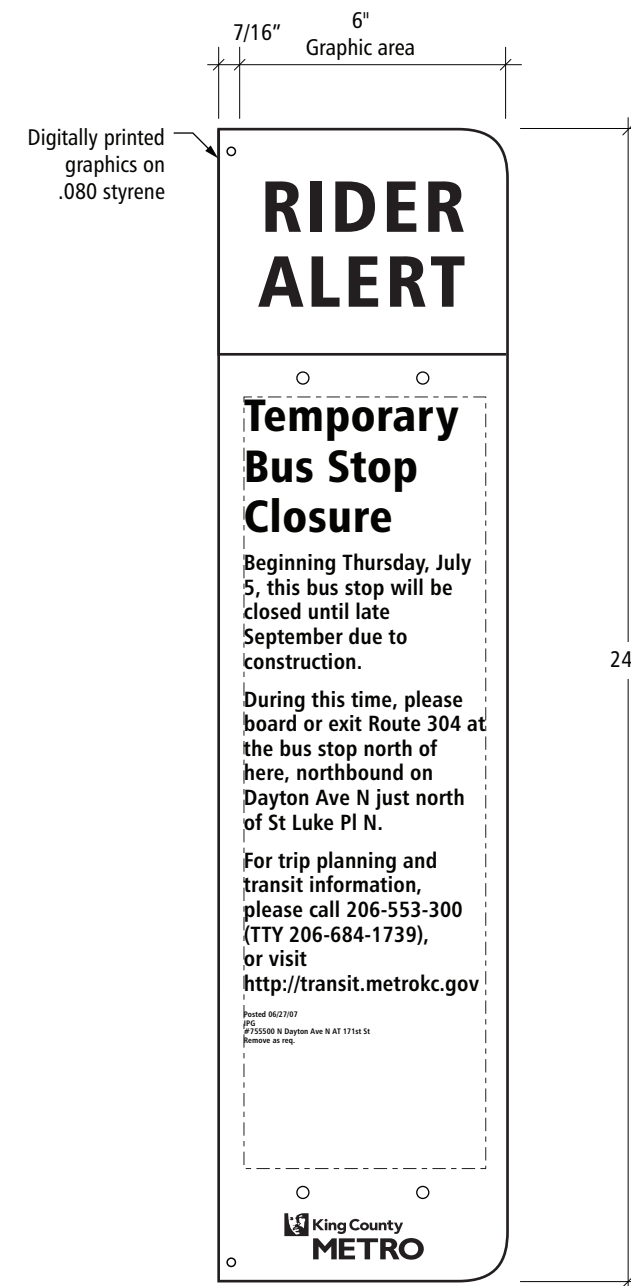 7/16”
6"
Graphic area
Digitally printed
graphics on
.080 styrene
RIDER
ALERT
Temporary
Bus Stop
Closure
Beginning Thursday, July
5, this bus stop will be
closed until late
September due to
construction.
During this time, please
board or exit Route 304 at
the bus stop north of
here, northbound on
Dayton Ave N just north
of St Luke Pl N.
24
For trip planning and
transit information,
please call 206-553-300
(TTY 206-684-1739),
or visit
http://transit.metrokc.gov
Posted 06/27/07
JPG
#755500 N Dayton Ave N AT 171st St
Remove as req.
King County
METRO